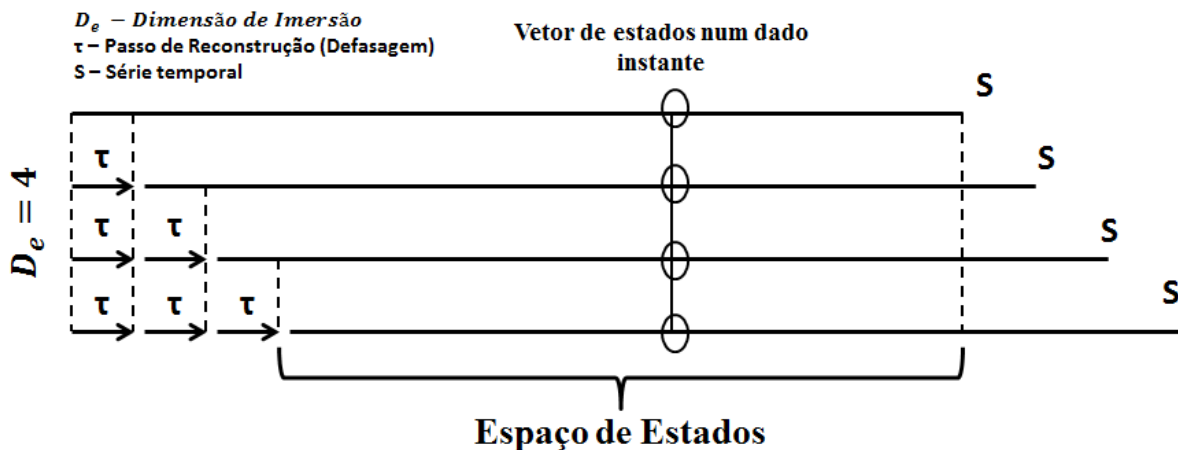 D_e – Dimensão de Imersão
τ – Passo de Reconstrução (Defasagem)
S – Série temporal
Vetor de estados num dado
instante
S
τ
S
D_e = 4
τ τ
S
τ τ τ
S
Espaço de Estados